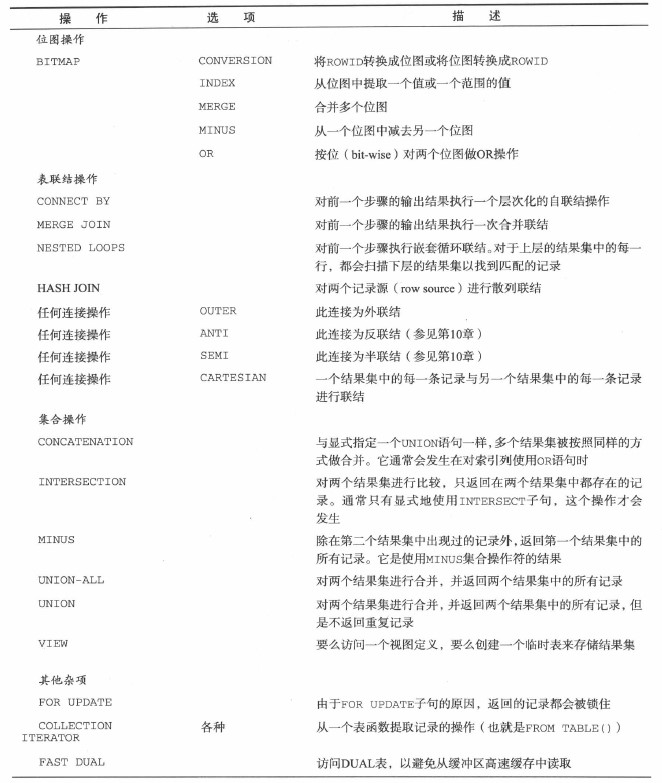 操 作 选 项 描 述
位图操作
BITMAP CONVERSION 将ROWID转换成位图或将位图转换成ROWID
INDEX 从位图中提取一个值或一个范围的值
MERGE 合并多个位图
MINUS 从一个位图中减去另一个位图
OR 按位（bit-wise）对两个位图做OR操作
表联结操作
CONNECT BY 对前一个步骤的输出结果执行一个层次化的自联结操作
MERGE JOIN 对前一个步骤的输出结果执行一次合并联结
NESTED LOOPS 对前一个步骤执行嵌套循环联结。对于上层的结果集中的每一
行，都会扫描下层的结果集以找到匹配的记录
HASH JOIN 对两个记录源（row source）进行散列联结
任何连接操作 OUTER 此连接为外联结
任何连接操作 ANTI 此连接为反联结（参见第10章）
任何连接操作 SEMI 此连接为半联结（参见第10章）
任何连接操作 CARTESIAN 一个结果集中的每一条记录与另一个结果集中的每一条记录
进行联结
集合操作
CONCATENATION 与显式指定一个UNION语句一样，多个结果集被按照同样的方
式做合并。它通常会发生在对索引列使用OR语句时
INTERSECTION 对两个结果集进行比较，只返回在两个结果集中都存在的记
录。通常只有显式地使用INTERSECT子句，这个操作才会
发生
MINUS 除在第二个结果集中出现过的记录外，返回第一个结果集中的
所有记录。它是使用MINUS集合操作符的结果
UNION-ALL 对两个结果集进行合并，并返回两个结果集中的所有记录
UNION 对两个结果集进行合并，并返回两个结果集中的所有记录，但
是不返回重复记录
VIEW 要么访问一个视图定义，要么创建一个临时表来存储结果集
其他杂项
FOR UPDATE 由于FOR UPDATE子句的原因，返回的记录都会被锁住
COLLECTION 各种 从一个表函数提取记录的操作（也就是FROM TABLE()）
ITERATOR
FAST DUAL 访问DUAL表，以避免从缓冲区高速缓存中读取